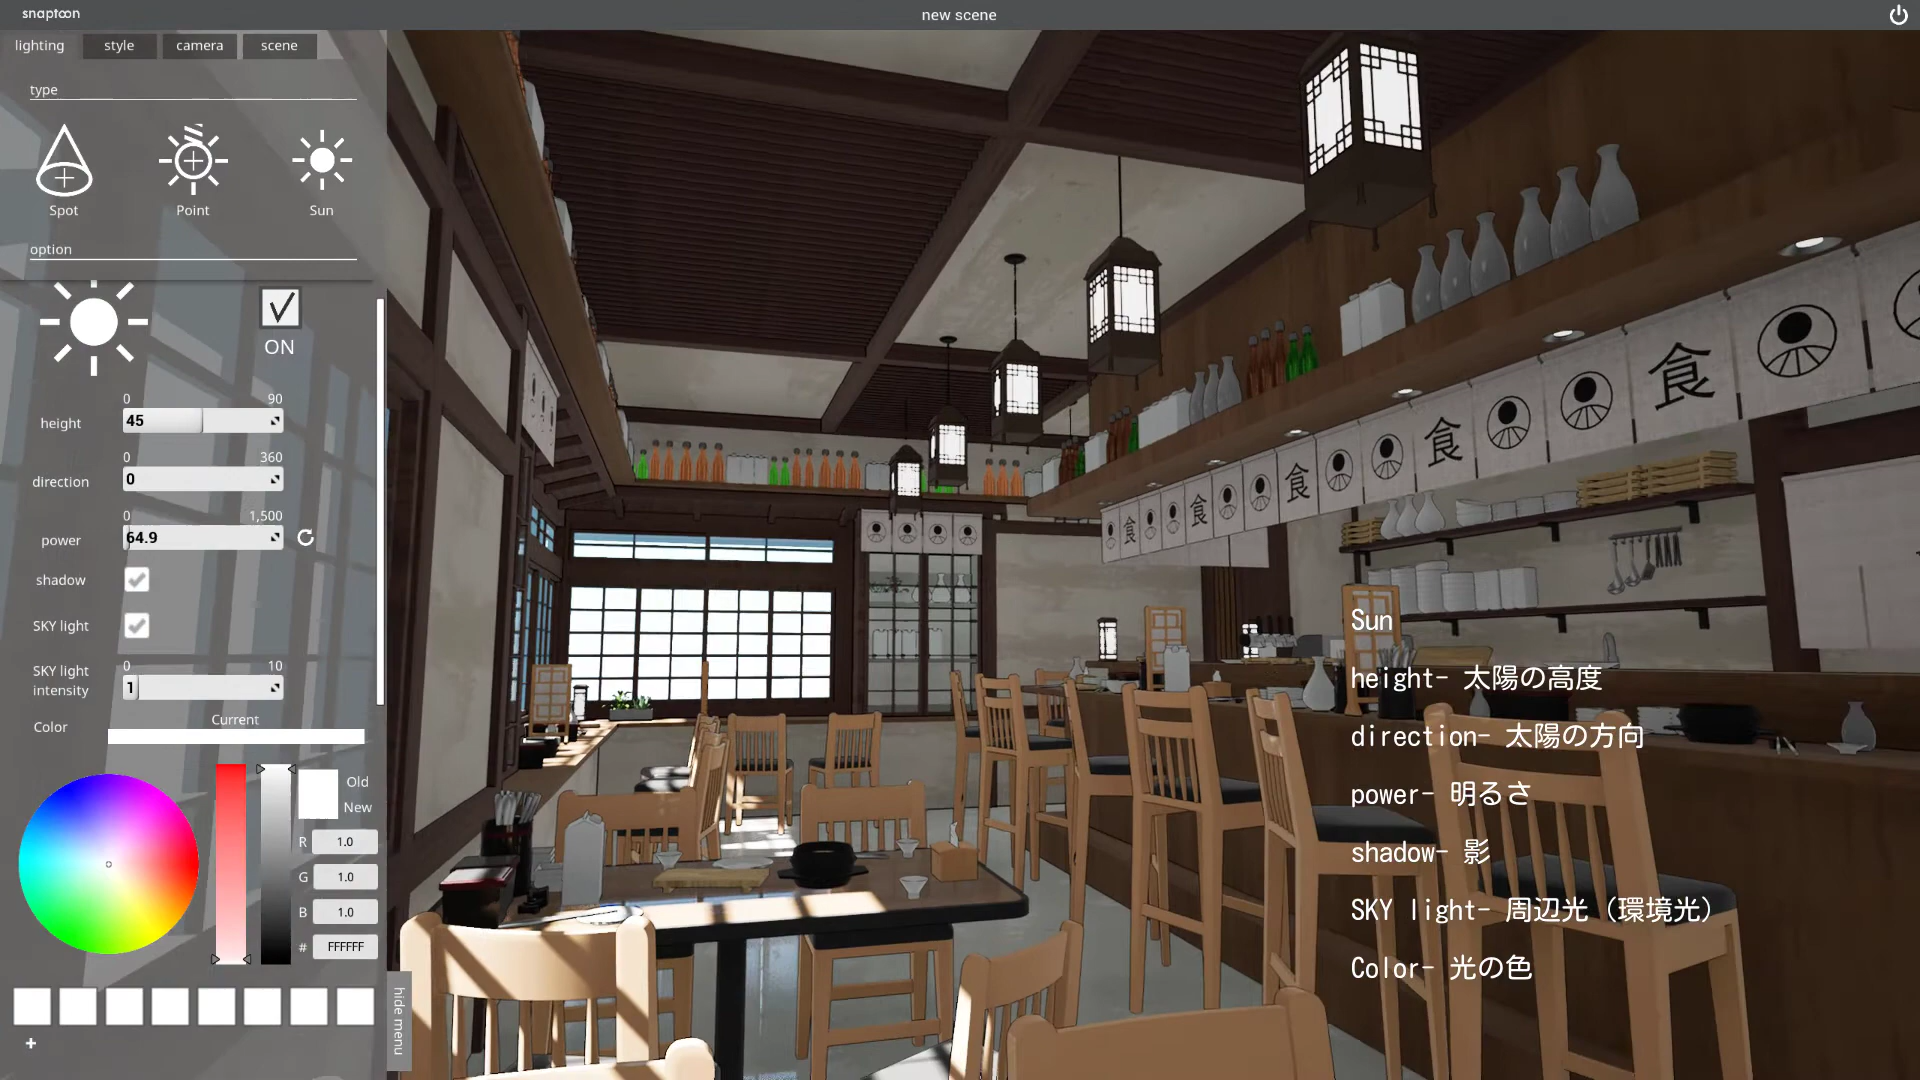 snaptoon
new scene
lighting
style
camera
scene
type
Spot
Point
Sun
option
ON
0
90
height
45
0
360
direction
0
0
1,500
power
64.9
shadow
SKY light
0
10
SKY light
intensity
1
Color
Current
Old
New
R
1.0
G
1.0
B
1.0
#
FFFFFF
+
hide menu
食
食
食
食
食
Sun
height- 太陽の高度
direction- 太陽の方向
power- 明るさ
shadow- 影
SKY light- 周辺光（環境光）
Color- 光の色